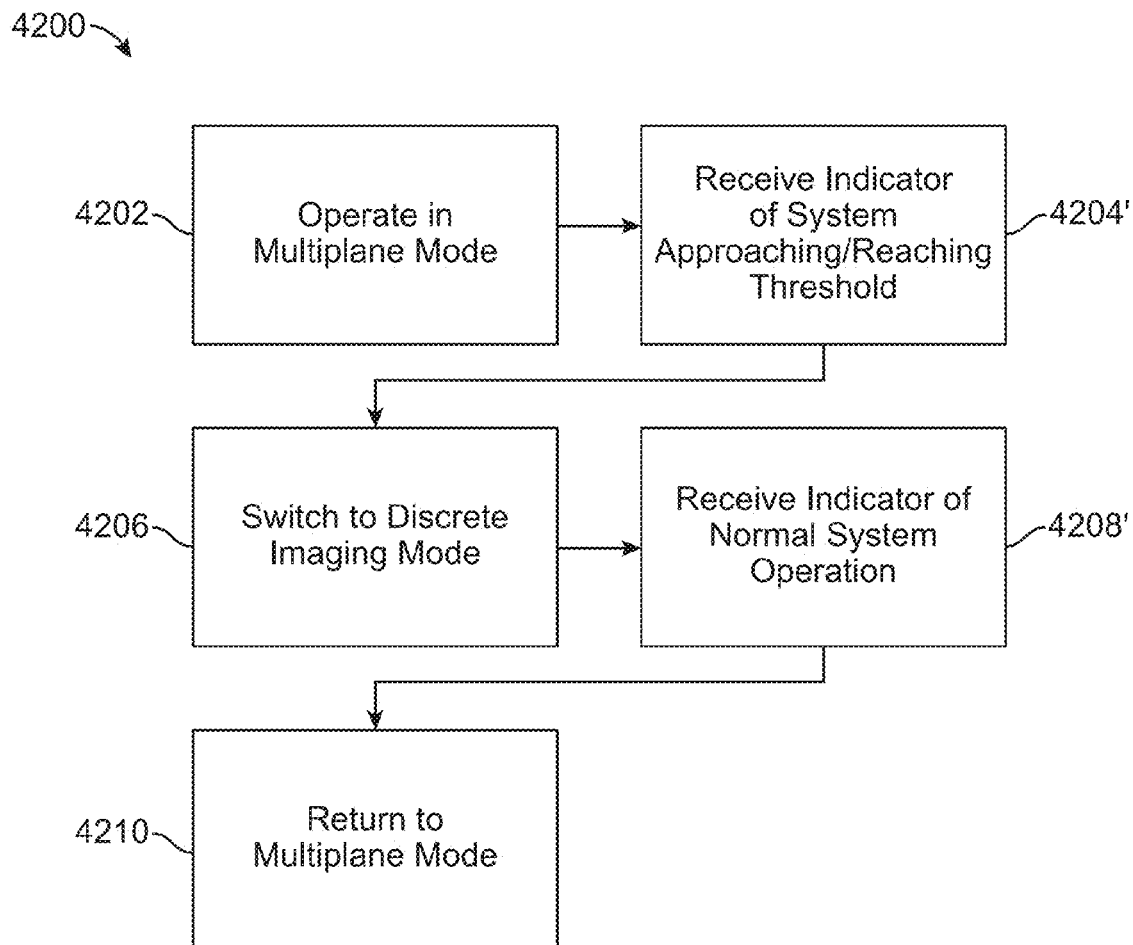 4200
4202
Operate in
Multiplane Mode
Receive Indicator
of System
Approaching/Reaching
Threshold
4204'
4206
Switch to Discrete
Imaging Mode
Receive Indicator of
Normal System
Operation
4208'
4210
Return to
Multiplane Mode